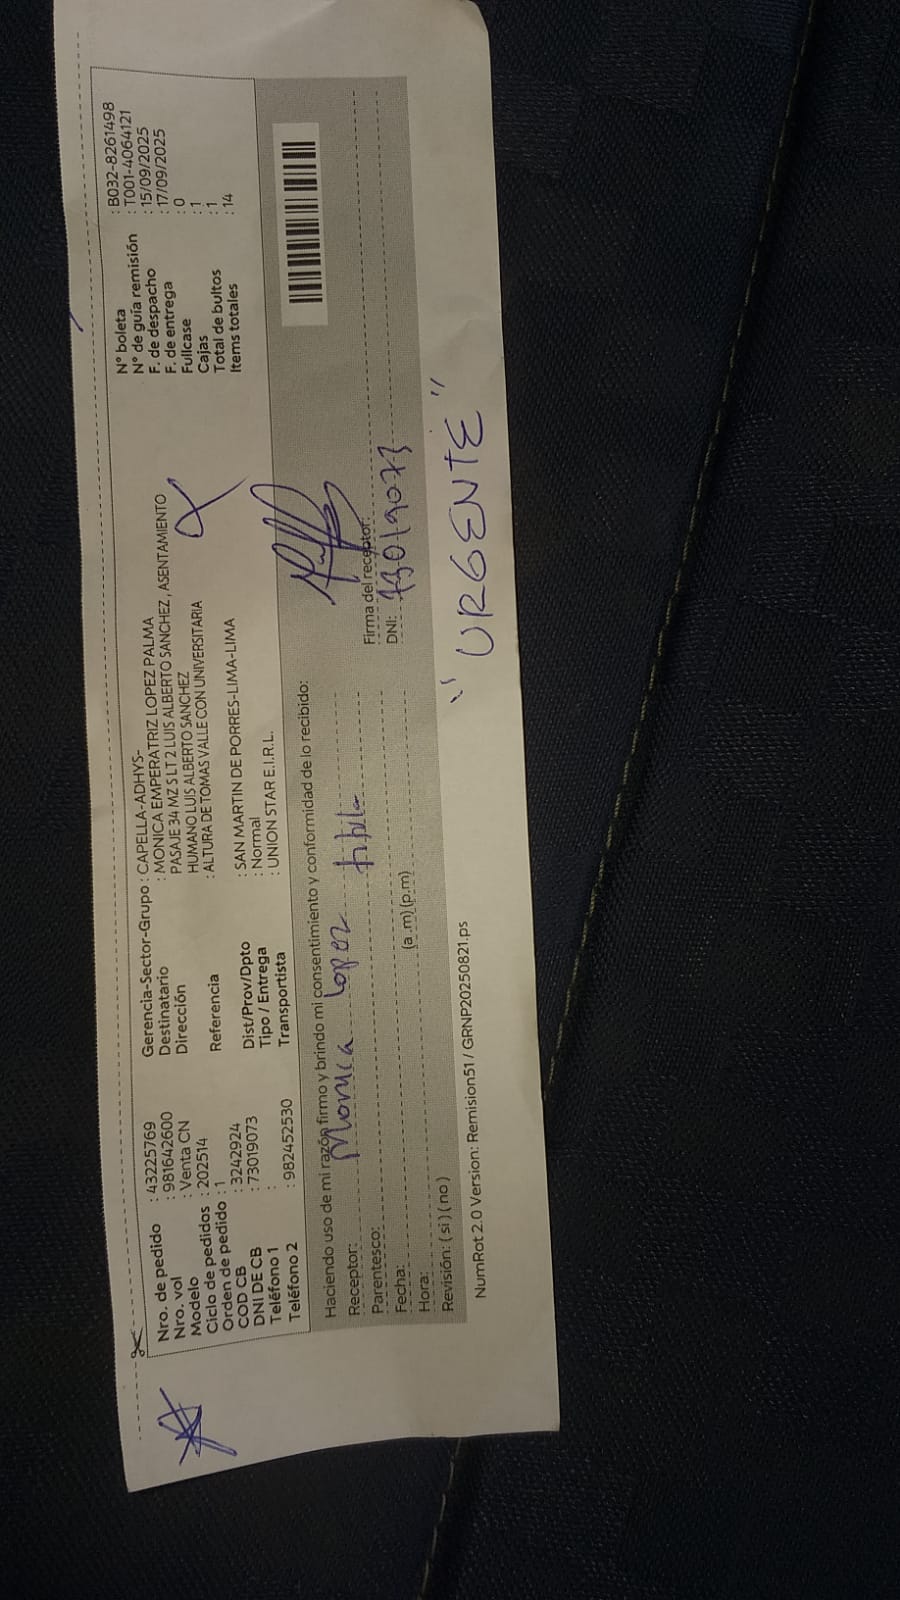 Nro. de pedido : 43225769
Nro. vol : 981642600
Modelo : Venta CN
Ciclo de pedidos : 202514
Orden de pedido : 1
COD CB : 3242924
DNI DE CB : 73019073
Teléfono 1 :
Teléfono 2 : 982452530
Gerencia-Sector-Grupo : CAPELLA-ADHYS-
Destinatario : MONICA EMPERATRIZ LOPEZ PALMA
Dirección PASAJE 34 MZ S LT 2 LUIS ALBERTO SANCHEZ , ASENTAMIENTO
HUMANO LUIS ALBERTO SANCHEZ
Referencia : ALTURA DE TOMAS VALLE CON UNIVERSITARIA
Dist/Prov/Dpto : SAN MARTIN DE PORRES-LIMA-LIMA
Tipo / Entrega : Normal
Transportista : UNION STAR E.I.R.L.
N° boleta : B032-8261498
N° de guía remisión : T001-4064121
F. de despacho : 15/09/2025
F. de entrega : 17/09/2025
Fullcase : 0
Cajas : 1
Total de bultos : 1
Items totales : 14
Haciendo uso de mi razón firmo y brindo mi consentimiento y conformidad de lo recibido:
Receptor: Monica Lopez
Parentesco: Firma del receptor:
Fecha: DNI: 73019073
Hora: (a .m) (p.m)
Revisión: ( si ) ( no )
"URGENTE"
NumRot 2.0 Version: Remision51 / GRNP20250821.ps